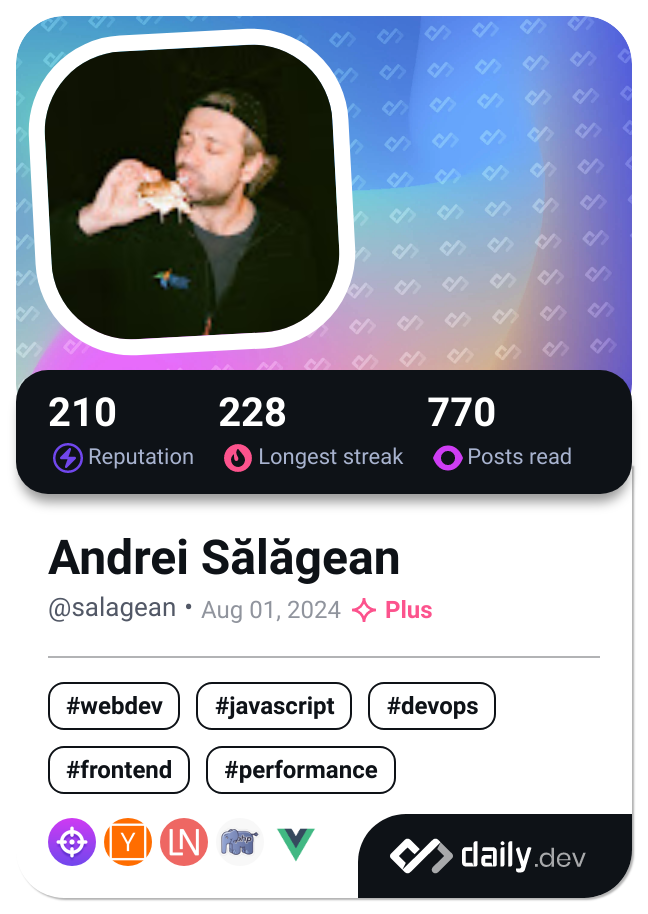 210 228 770
Reputation Longest streak Posts read
Andrei Sălăgean
@salagean • Aug 01, 2024 Plus
#webdev #javascript #devops
#frontend #performance
Y LN php
daily.dev